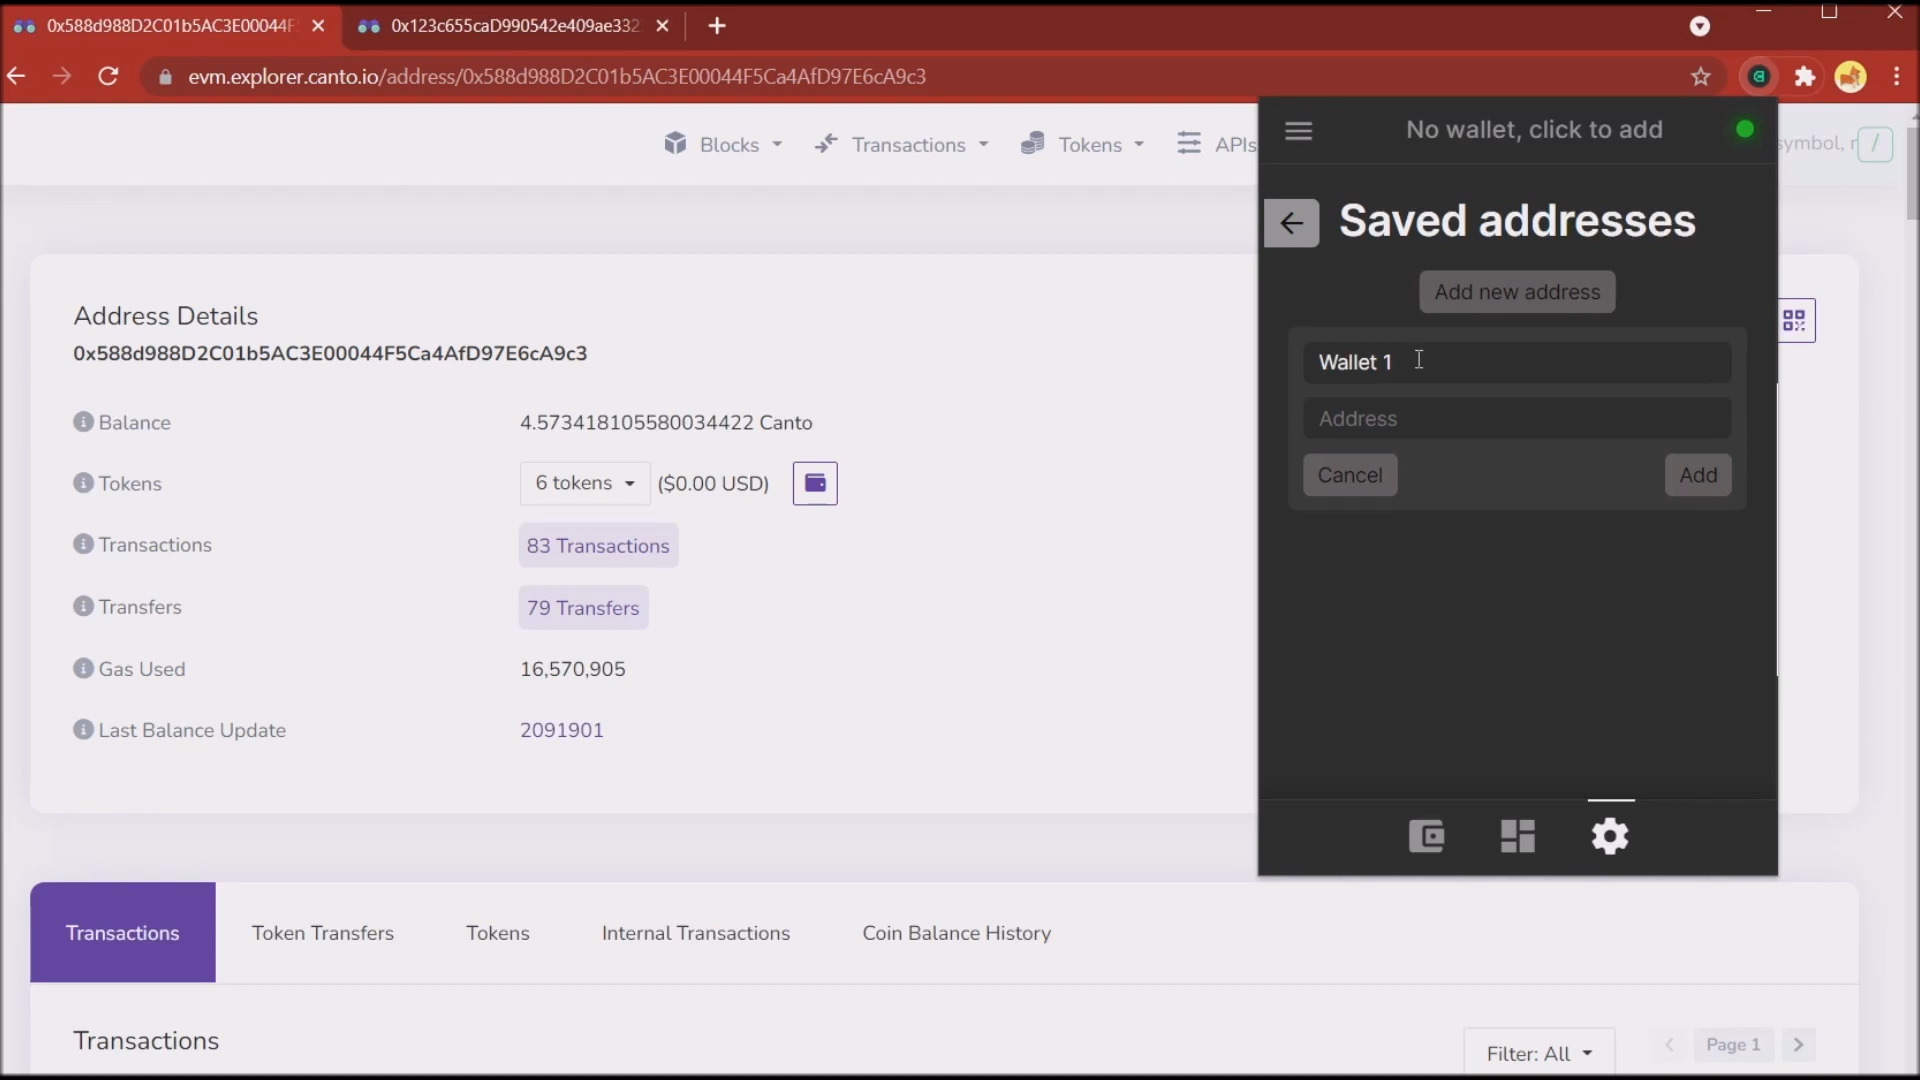 0x588d988D2C01b5AC3E00044F
0x123c655caD990542e409ae332
evm.explorer.canto.io/address/0x588d988D2C01b5AC3E00044F5Ca4AfD97E6cA9c3
Blocks
Transactions
Tokens
APIs
symbol, r
/
No wallet, click to add
Saved addresses
Add new address
Wallet 1
Address
Cancel
Add
Address Details
0x588d988D2C01b5AC3E00044F5Ca4AfD97E6cA9c3
Balance
4.573418105580034422 Canto
Tokens
6 tokens
($0.00 USD)
Transactions
83 Transactions
Transfers
79 Transfers
Gas Used
16,570,905
Last Balance Update
2091901
Transactions
Token Transfers
Tokens
Internal Transactions
Coin Balance History
Transactions
Filter: All
Page 1